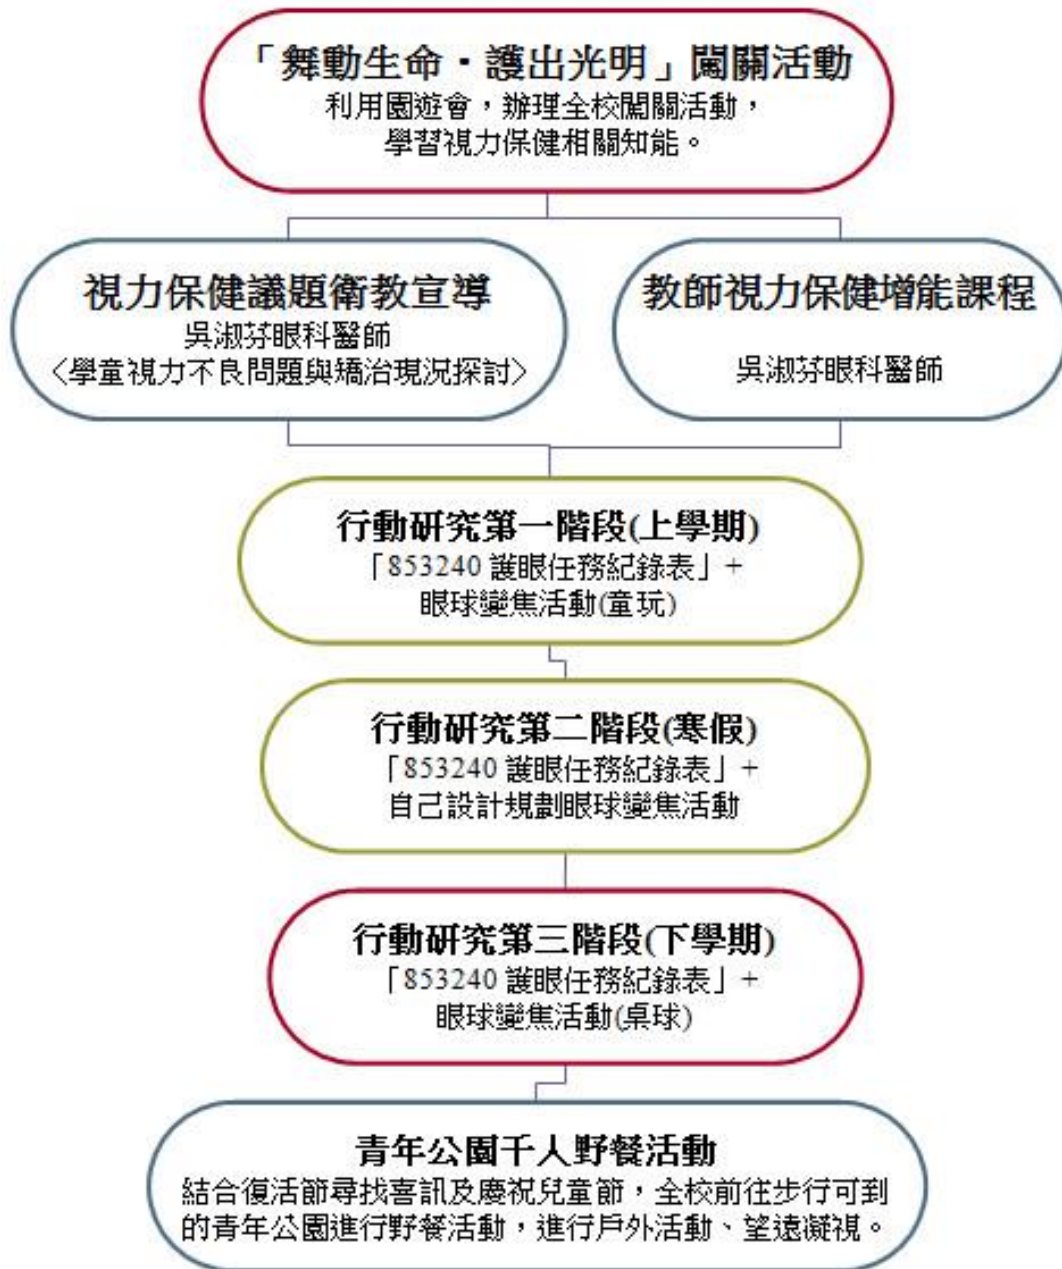 「舞動生命‧護出光明」闖關活動
利用園遊會，辦理全校闖關活動，
學習視力保健相關知能。
視力保健議題衛教宣導
吳淑芬眼科醫師
〈學童視力不良問題與矯治現況探討〉
教師視力保健增能課程
吳淑芬眼科醫師
行動研究第一階段(上學期)
「853240 護眼任務紀錄表」+
眼球變焦活動(童玩)
行動研究第二階段(寒假)
「853240 護眼任務紀錄表」+
自己設計規劃眼球變焦活動
行動研究第三階段(下學期)
「853240 護眼任務紀錄表」+
眼球變焦活動(桌球)
青年公園千人野餐活動
結合復活節尋找喜訊及慶祝兒童節，全校前往步行可到
的青年公園進行野餐活動，進行戶外活動、望遠凝視。